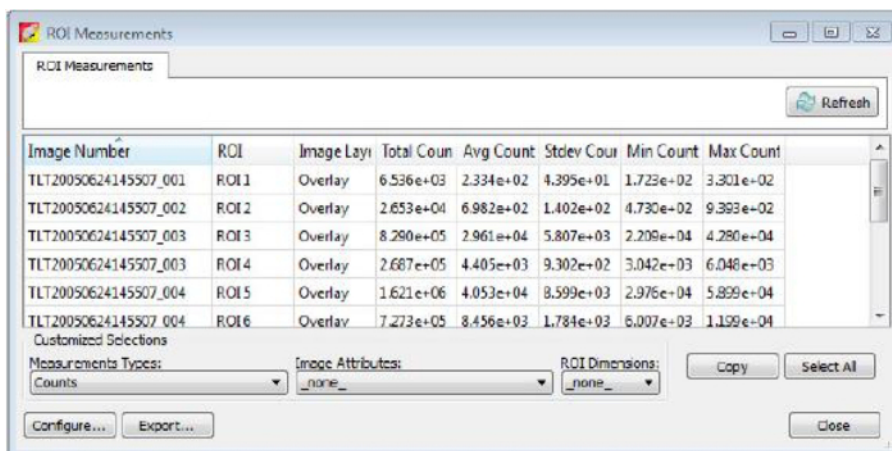 ROI Measurements
ROI Measurements
Refresh
Image Number ROI Image Layı Total Coun Avg Count Stdev Cour Min Count Max Count
TLT20050624145507_001 ROI 1 Overlay 6.536e+03 2.334e+02 4.395e+01 1.723e+02 3.301e+02
TLT20050624145507_002 ROI 2 Overlay 2.653e+04 6.982e+02 1.402e+02 4.730e+02 9.393e+02
TLT20050624145507_003 ROI 3 Overlay 8.290e+05 2.961e+04 5.807e+03 2.209e+04 4.280e+04
TLT20050624145507_003 ROI 4 Overlay 2.687e+05 4.405e+03 9.302e+02 3.042e+03 6.048e+03
TLT20050624145507_004 ROI 5 Overlay 1.621e+06 4.053e+04 8.599e+03 2.976e+04 5.899e+04
TLT20050624145507_004 ROI 6 Overlay 7.273e+05 8.456e+03 1.784e+03 6.007e+03 1.199e+04
Customized Selections
Measurements Types: Image Attributes: ROI Dimensions:
Counts _none_ _none_ Copy Select All
Configure... Export... Close